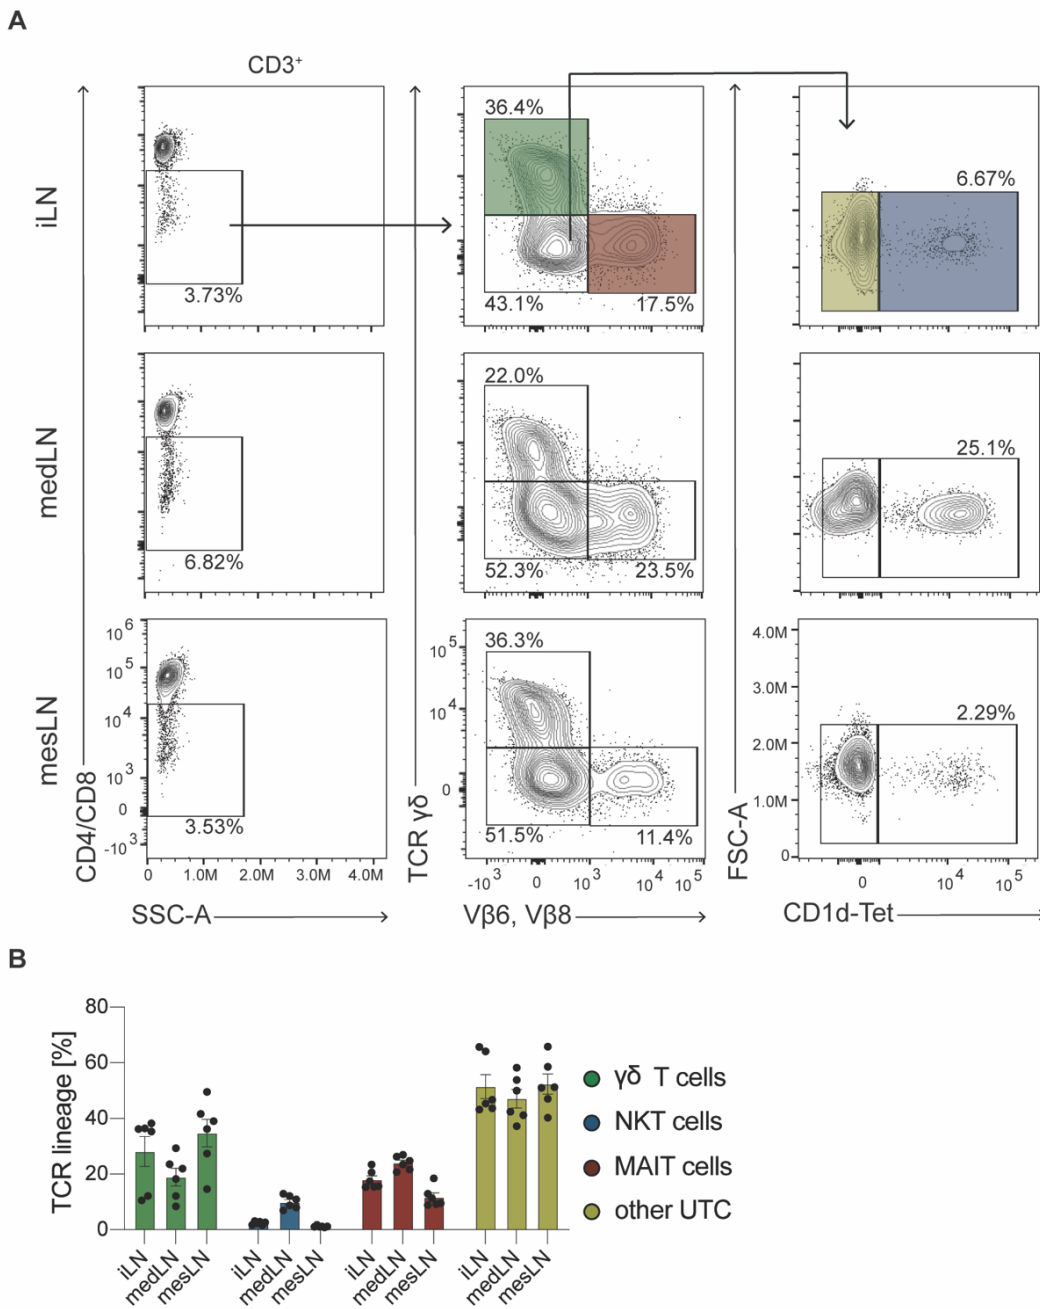 A
CD3⁺
iLN
3.73%
36.4%
43.1%
17.5%
6.67%
medLN
6.82%
22.0%
52.3%
23.5%
25.1%
mesLN
CD4/CD8
10⁶
10⁵
10⁴
10³
0
-10³
3.53%
0 1.0M 2.0M 3.0M 4.0M
SSC-A
TCR γδ
10⁵
10⁴
0
36.3%
51.5%
11.4%
-10³ 0 10³ 10⁴ 10⁵
Vβ6, Vβ8
FSC-A
4.0M
3.0M
2.0M
1.0M
0
2.29%
0 10⁴ 10⁵
CD1d-Tet
B
TCR lineage [%]
80
60
40
20
0
iLN medLN mesLN iLN medLN mesLN iLN medLN mesLN iLN medLN mesLN
γδ T cells
NKT cells
MAIT cells
other UTC